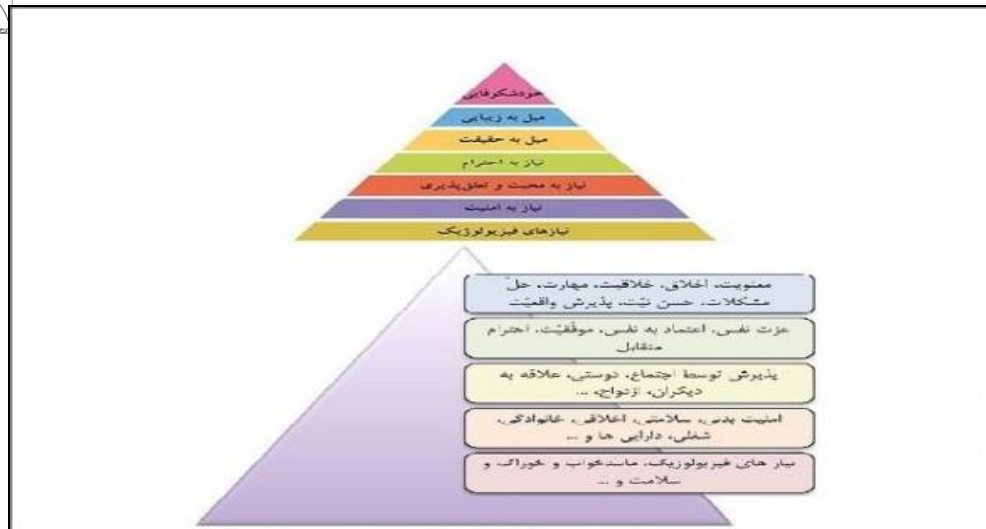 خودشکوفایی
میل به زیبایی
میل به حقیقت
نیاز به احترام
نیاز به محبت و تعلق‌پذیری
نیاز به امنیت
نیازهای فیزیولوژیک
معنویت، اخلاق، خلاقیت، مهارت، حلّ
مشکلات، حسن نیّت، پذیرش واقعیّت
عزت نفس، اعتماد به نفس، موفّقیّت، احترام
متقابل
پذیرش توسط اجتماع، دوستی، علاقه به
دیگران، ازدواج، ...
امنیت بدنی، سلامتی، اخلاقی، خانوادگی،
شغلی، دارایی ها و ...
نیاز های فیزیولوژیک، مانندخواب و خوراک و
سلامت و ...